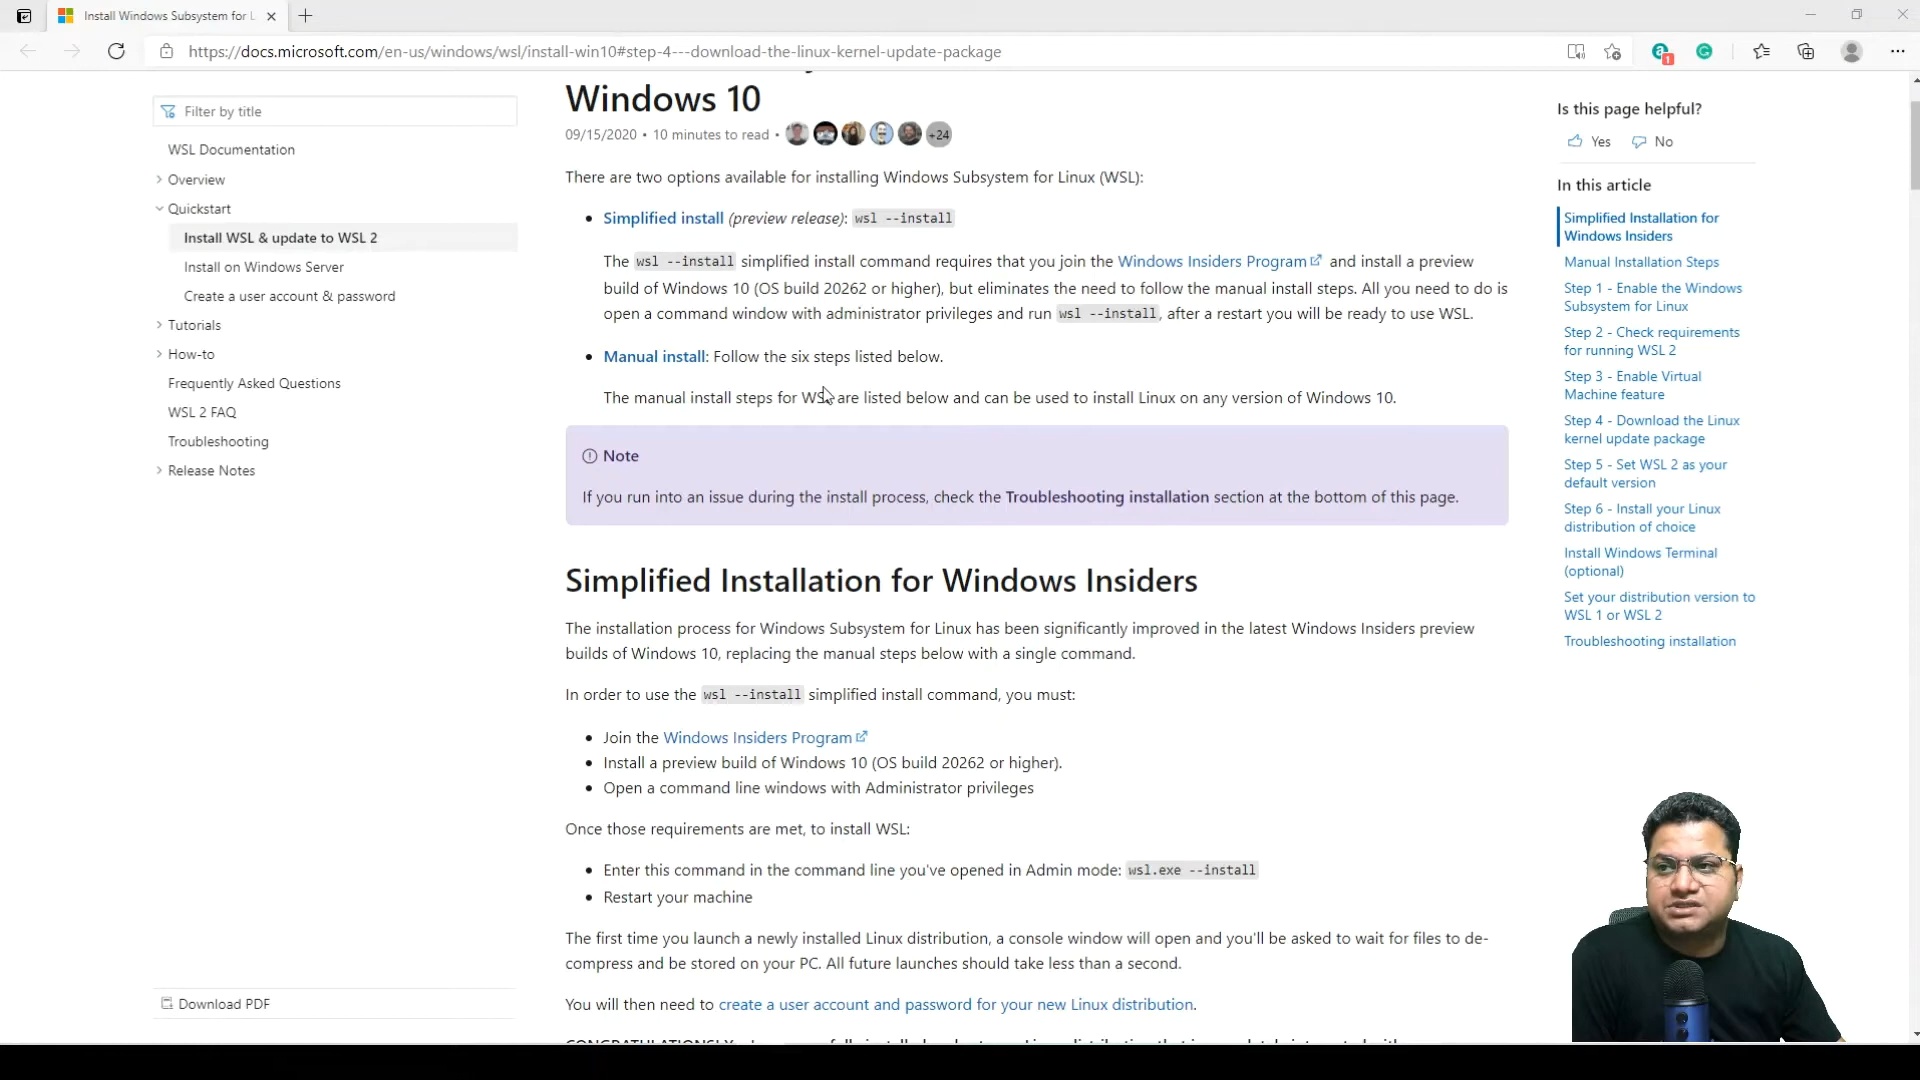 Install Windows Subsystem for L
https://docs.microsoft.com/en-us/windows/wsl/install-win10#step-4---download-the-linux-kernel-update-package
1
Filter by title
WSL Documentation
Overview
Quickstart
Install WSL & update to WSL 2
Install on Windows Server
Create a user account & password
Tutorials
How-to
Frequently Asked Questions
WSL 2 FAQ
Troubleshooting
Release Notes
Download PDF
Windows 10
09/15/2020 • 10 minutes to read • +24
There are two options available for installing Windows Subsystem for Linux (WSL):
• Simplified install (preview release): wsl --install
The wsl --install simplified install command requires that you join the Windows Insiders Program and install a preview
build of Windows 10 (OS build 20262 or higher), but eliminates the need to follow the manual install steps. All you need to do is
open a command window with administrator privileges and run wsl --install, after a restart you will be ready to use WSL.
• Manual install: Follow the six steps listed below.
The manual install steps for WSL are listed below and can be used to install Linux on any version of Windows 10.
Note
If you run into an issue during the install process, check the Troubleshooting installation section at the bottom of this page.
Simplified Installation for Windows Insiders
The installation process for Windows Subsystem for Linux has been significantly improved in the latest Windows Insiders preview
builds of Windows 10, replacing the manual steps below with a single command.
In order to use the wsl --install simplified install command, you must:
• Join the Windows Insiders Program
• Install a preview build of Windows 10 (OS build 20262 or higher).
• Open a command line windows with Administrator privileges
Once those requirements are met, to install WSL:
• Enter this command in the command line you've opened in Admin mode: wsl.exe --install
• Restart your machine
The first time you launch a newly installed Linux distribution, a console window will open and you'll be asked to wait for files to de-
compress and be stored on your PC. All future launches should take less than a second.
You will then need to create a user account and password for your new Linux distribution.
Is this page helpful?
Yes No
In this article
Simplified Installation for
Windows Insiders
Manual Installation Steps
Step 1 - Enable the Windows
Subsystem for Linux
Step 2 - Check requirements
for running WSL 2
Step 3 - Enable Virtual
Machine feature
Step 4 - Download the Linux
kernel update package
Step 5 - Set WSL 2 as your
default version
Step 6 - Install your Linux
distribution of choice
Install Windows Terminal
(optional)
Set your distribution version to
WSL 1 or WSL 2
Troubleshooting installation